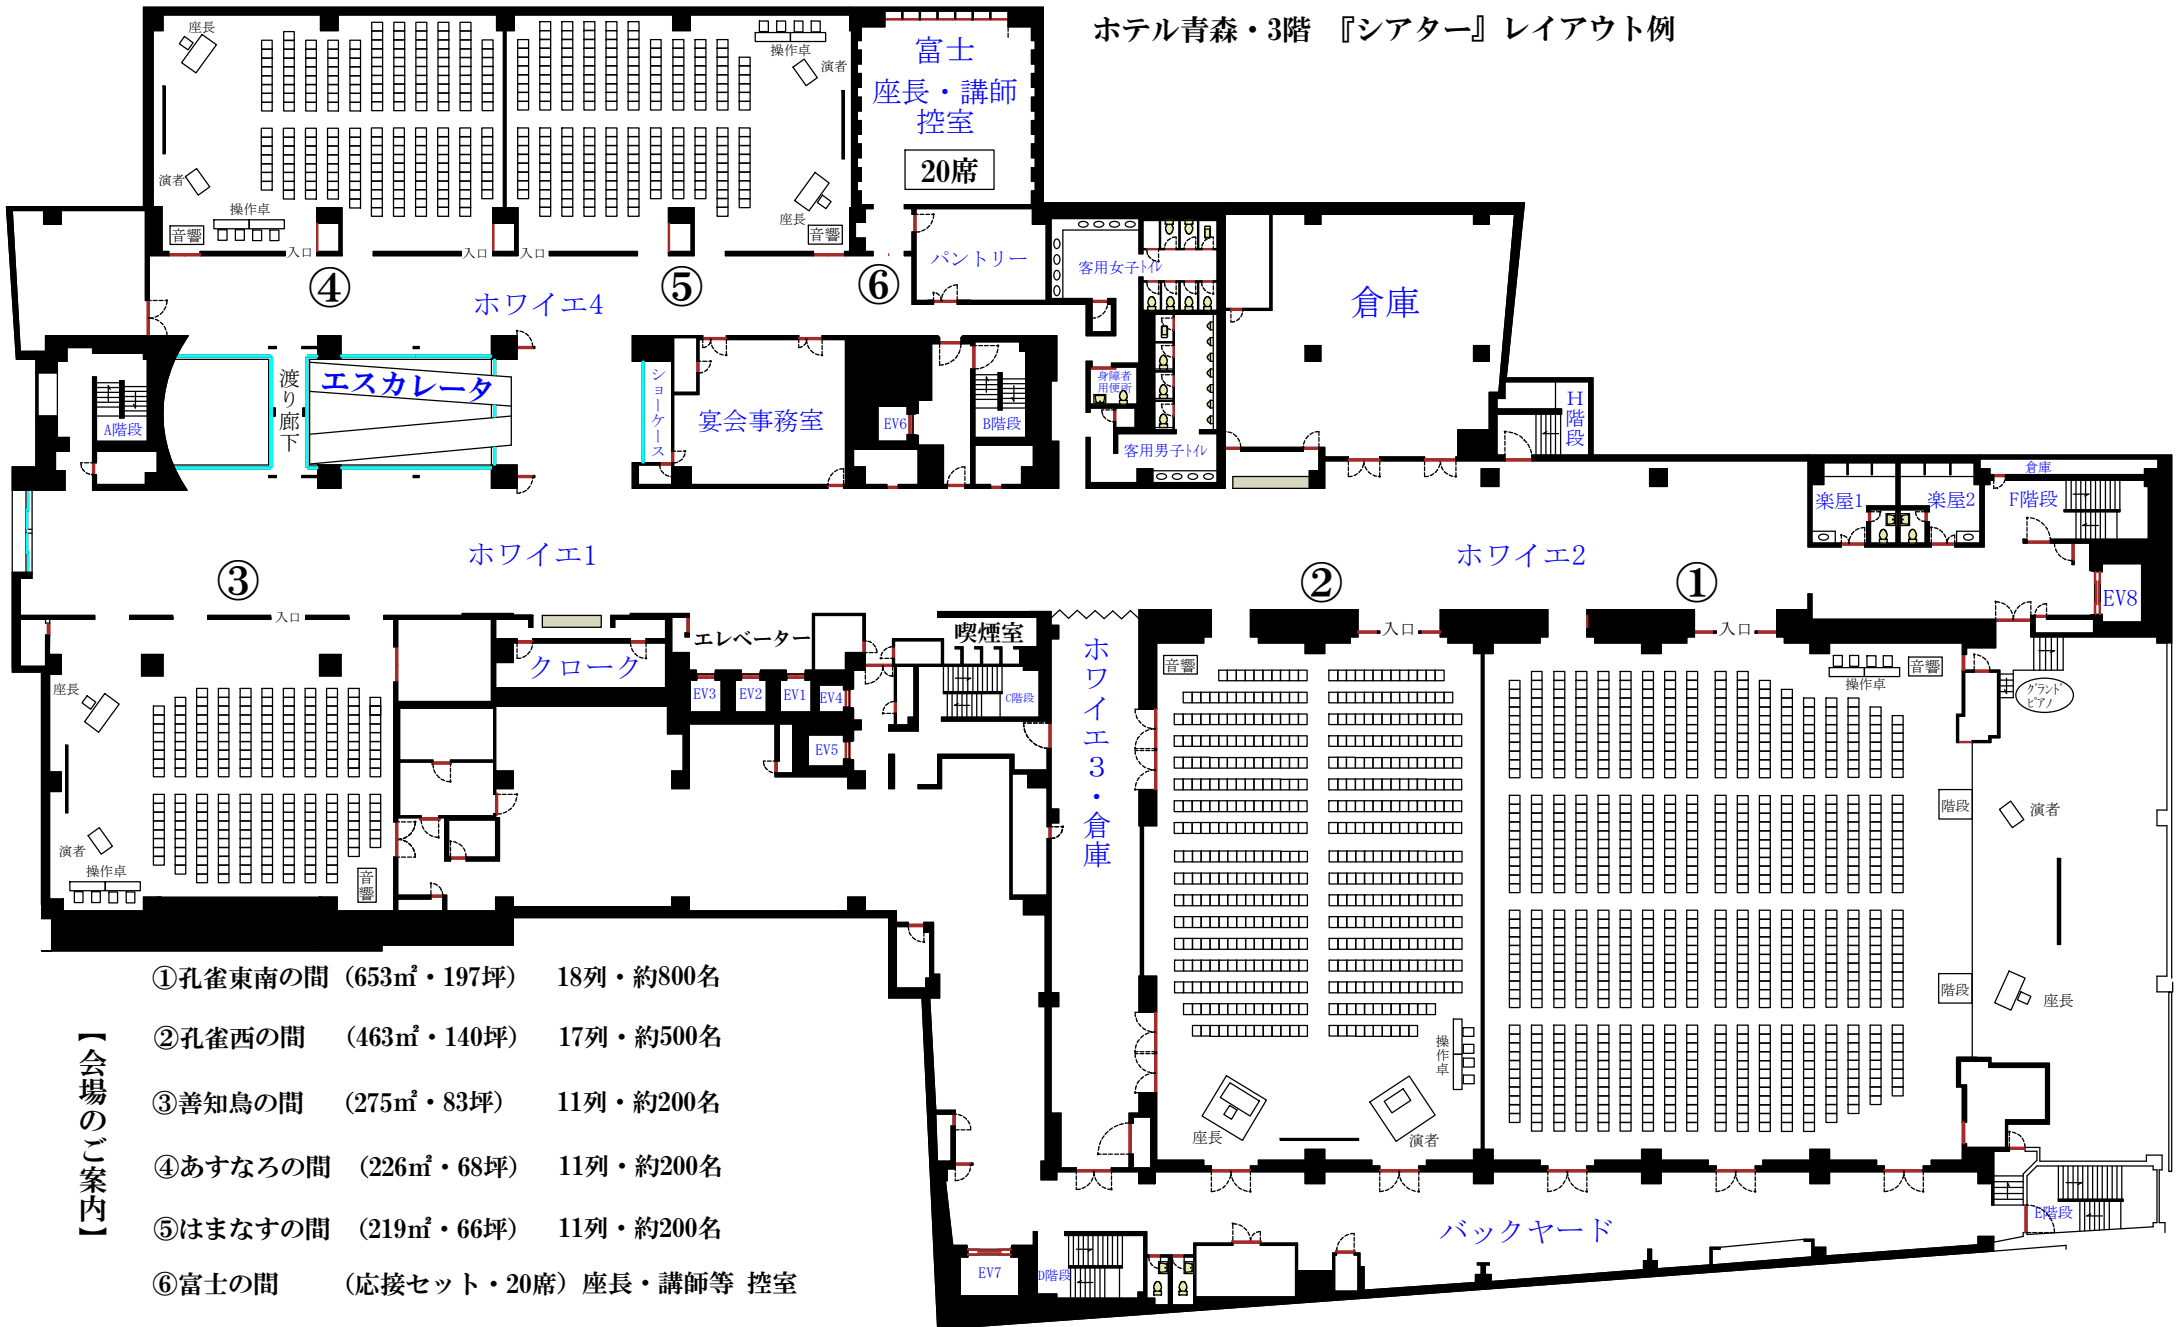 ホテル青森・3階 『シアター』レイアウト例
座長
演者
操作卓
音響
入口
入口
④
操作卓
演者
座長
音響
入口
⑤
富士
座長・講師
控室
20席
⑥
パントリー
客用女子ﾄｲﾚ
倉庫
ホワイエ4
渡り廊下
エスカレータ
A階段
ショーケース
宴会事務室
EV6
B階段
身障者
用便所
客用男子ﾄｲﾚ
H階段
倉庫
楽屋1
楽屋2
F階段
EV8
ホワイエ1
ホワイエ2
③
②
①
入口
入口
入口
クローク
エレベーター
喫煙室
EV3
EV2
EV1
EV4
EV5
C階段
ホワイエ3・倉庫
座長
演者
操作卓
音響
音響
操作卓
座長
演者
操作卓
音響
ｸﾞﾗﾝﾄﾞ
ﾋﾟｱﾉ
階段
演者
階段
座長
E階段
バックヤード
EV7
D階段
【会場のご案内】
①孔雀東南の間（653㎡・197坪） 18列・約800名
②孔雀西の間 （463㎡・140坪） 17列・約500名
③善知鳥の間 （275㎡・83坪） 11列・約200名
④あすなろの間 （226㎡・68坪） 11列・約200名
⑤はまなすの間 （219㎡・66坪） 11列・約200名
⑥富士の間 （応接セット・20席）座長・講師等 控室